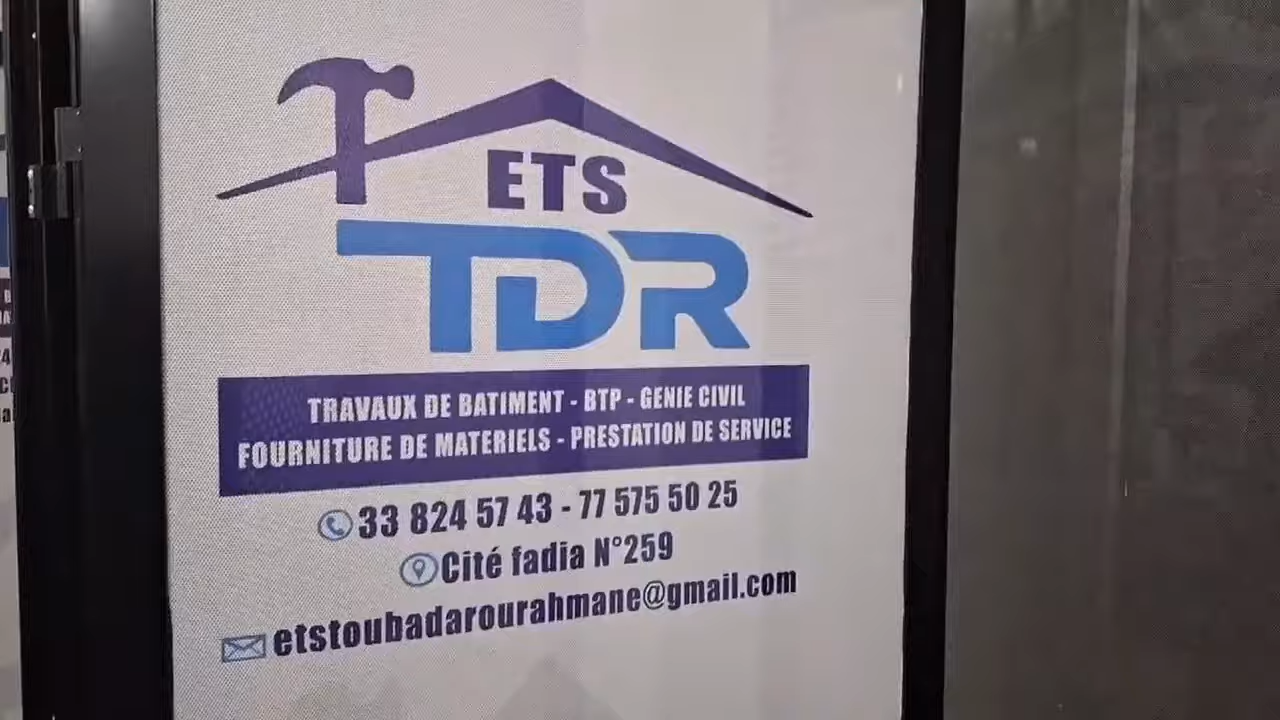 ETS
TDR
TRAVAUX DE BATIMENT - BTP - GENIE CIVIL
FOURNITURE DE MATERIELS - PRESTATION DE SERVICE
33 824 57 43 - 77 575 50 25
Cité fadia N°259
etstoubadarourahmane@gmail.com